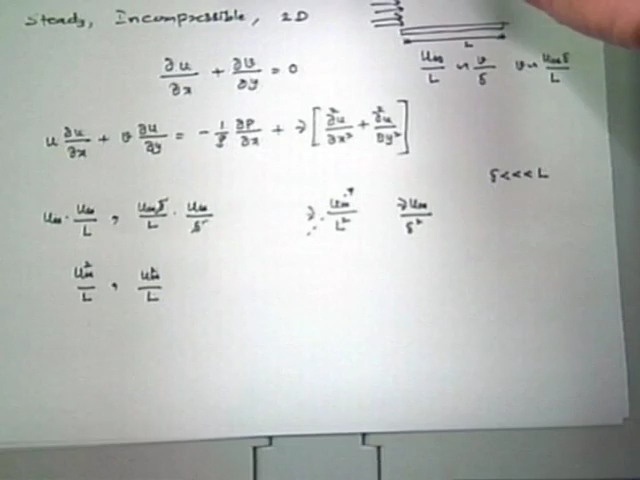 Steady, Incompressible, 2D
L
∂u/∂x + ∂v/∂y = 0
u∞/L ~ v/δ   v ~ u∞δ/L
u ∂u/∂x + v ∂u/∂y = - 1/ρ ∂P/∂x + ν [∂²u/∂x² + ∂²u/∂y²]
δ <<< L
u∞ · u∞/L , u∞δ/L · u∞/δ   ν · u∞/L²   νu∞/δ²
u∞²/L , u∞²/L